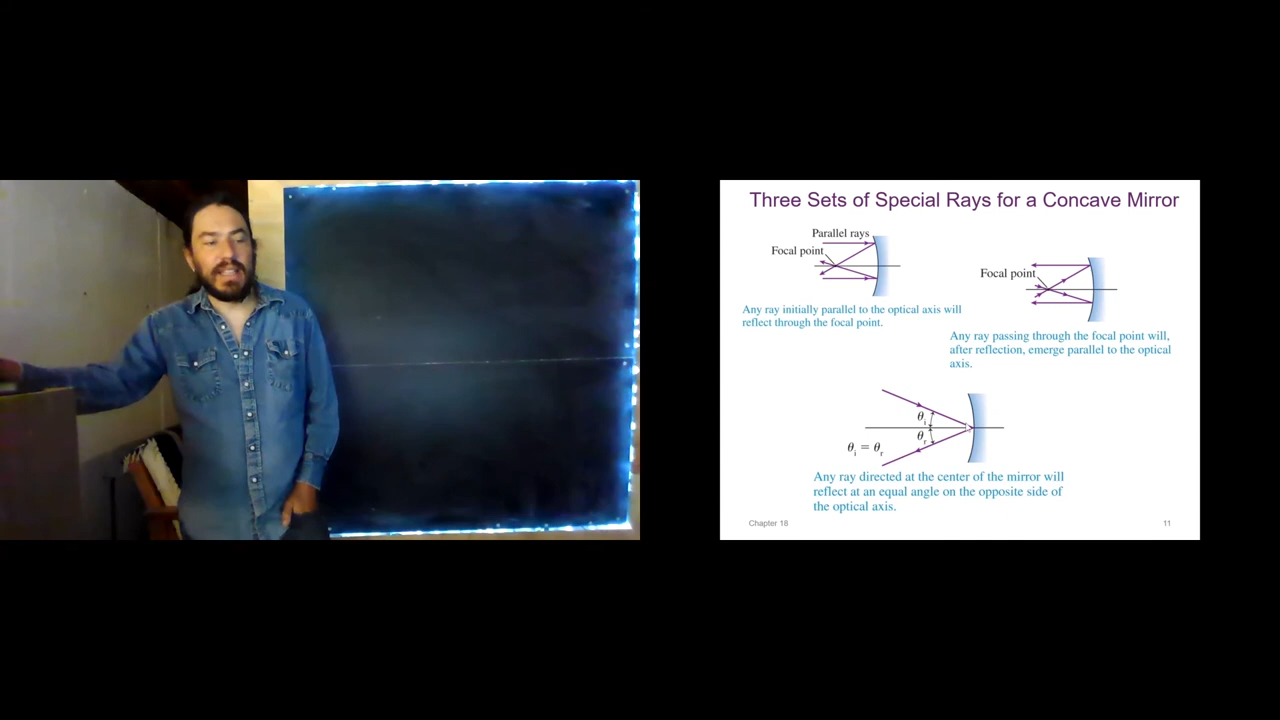 Three Sets of Special Rays for a Concave Mirror
Parallel rays
Focal point
Any ray initially parallel to the optical axis will
reflect through the focal point.
Focal point
Any ray passing through the focal point will,
after reflection, emerge parallel to the optical
axis.
θi
θr
θi = θr
Any ray directed at the center of the mirror will
reflect at an equal angle on the opposite side of
the optical axis.
Chapter 18
11